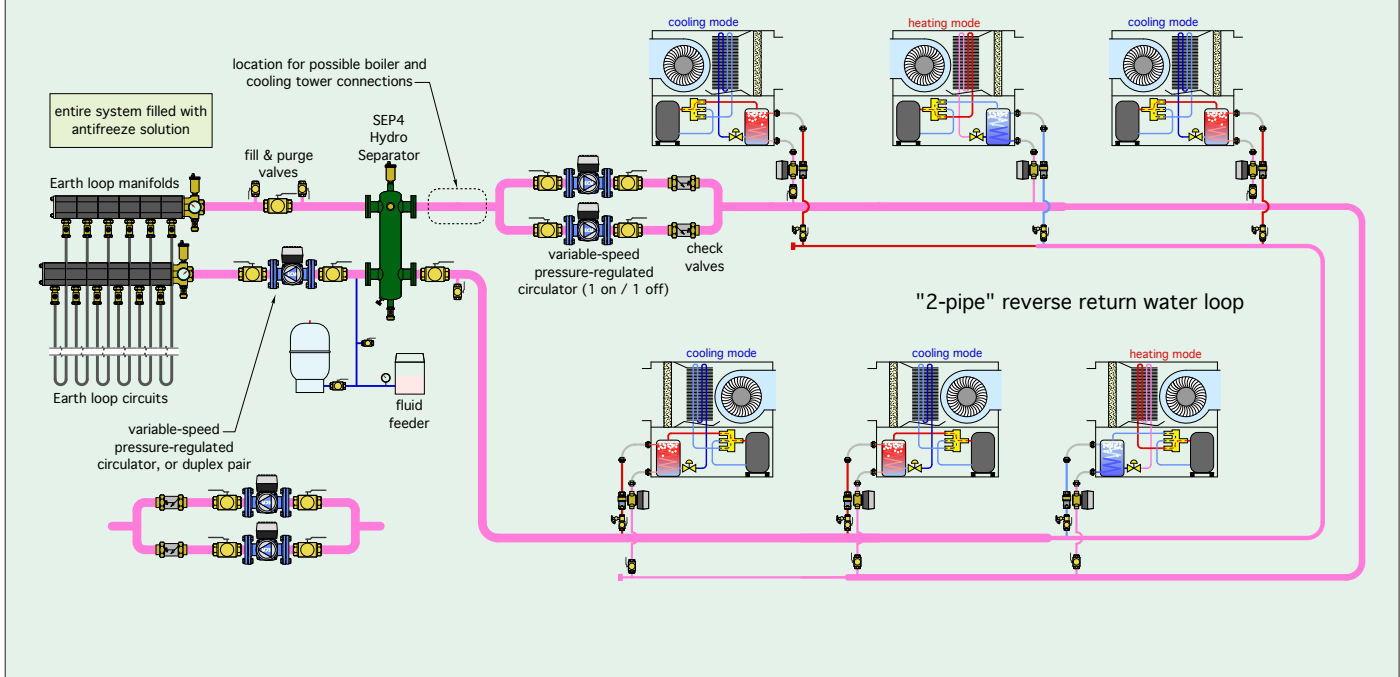 cooling mode
heating mode
cooling mode
location for possible boiler and
cooling tower connections
entire system filled with
antifreeze solution
SEP4
Hydro
Separator
fill & purge
valves
Earth loop manifolds
variable-speed
pressure-regulated
circulator (1 on / 1 off)
check
valves
"2-pipe" reverse return water loop
cooling mode
cooling mode
heating mode
Earth loop circuits
fluid
feeder
variable-speed
pressure-regulated
circulator, or duplex pair